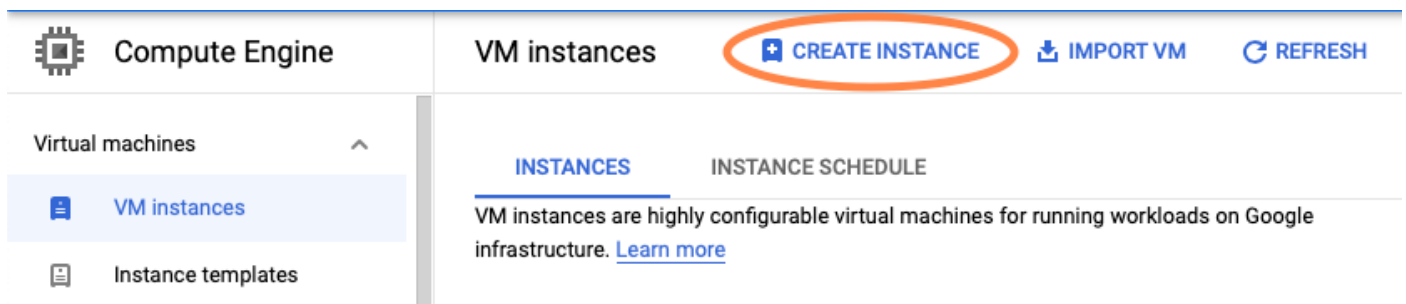 Compute Engine
VM instances
CREATE INSTANCE
IMPORT VM
REFRESH
Virtual machines
VM instances
Instance templates
INSTANCES
INSTANCE SCHEDULE
VM instances are highly configurable virtual machines for running workloads on Google
infrastructure. Learn more